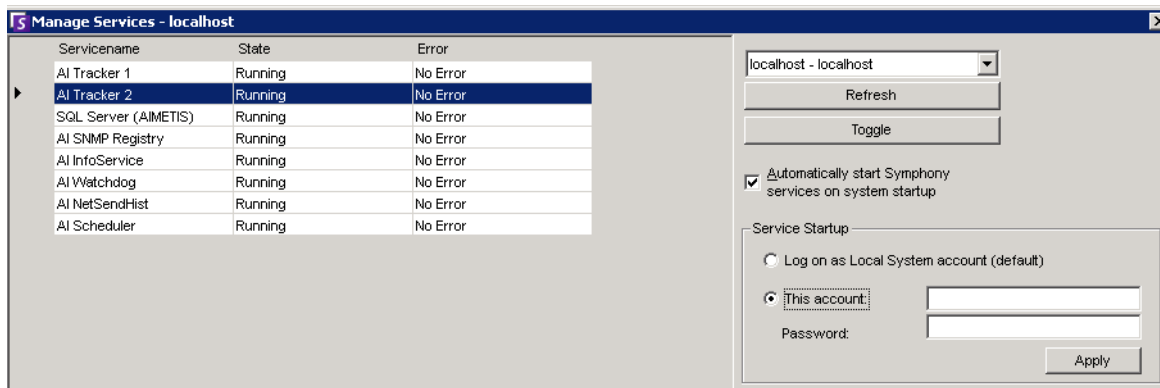 Manage Services - localhost
Servicename State Error
AI Tracker 1 Running No Error
AI Tracker 2 Running No Error
SQL Server (AIMETIS) Running No Error
AI SNMP Registry Running No Error
AI InfoService Running No Error
AI Watchdog Running No Error
AI NetSendHist Running No Error
AI Scheduler Running No Error
localhost - localhost
Refresh
Toggle
Automatically start Symphony
services on system startup
Service Startup
Log on as Local System account (default)
This account:
Password:
Apply